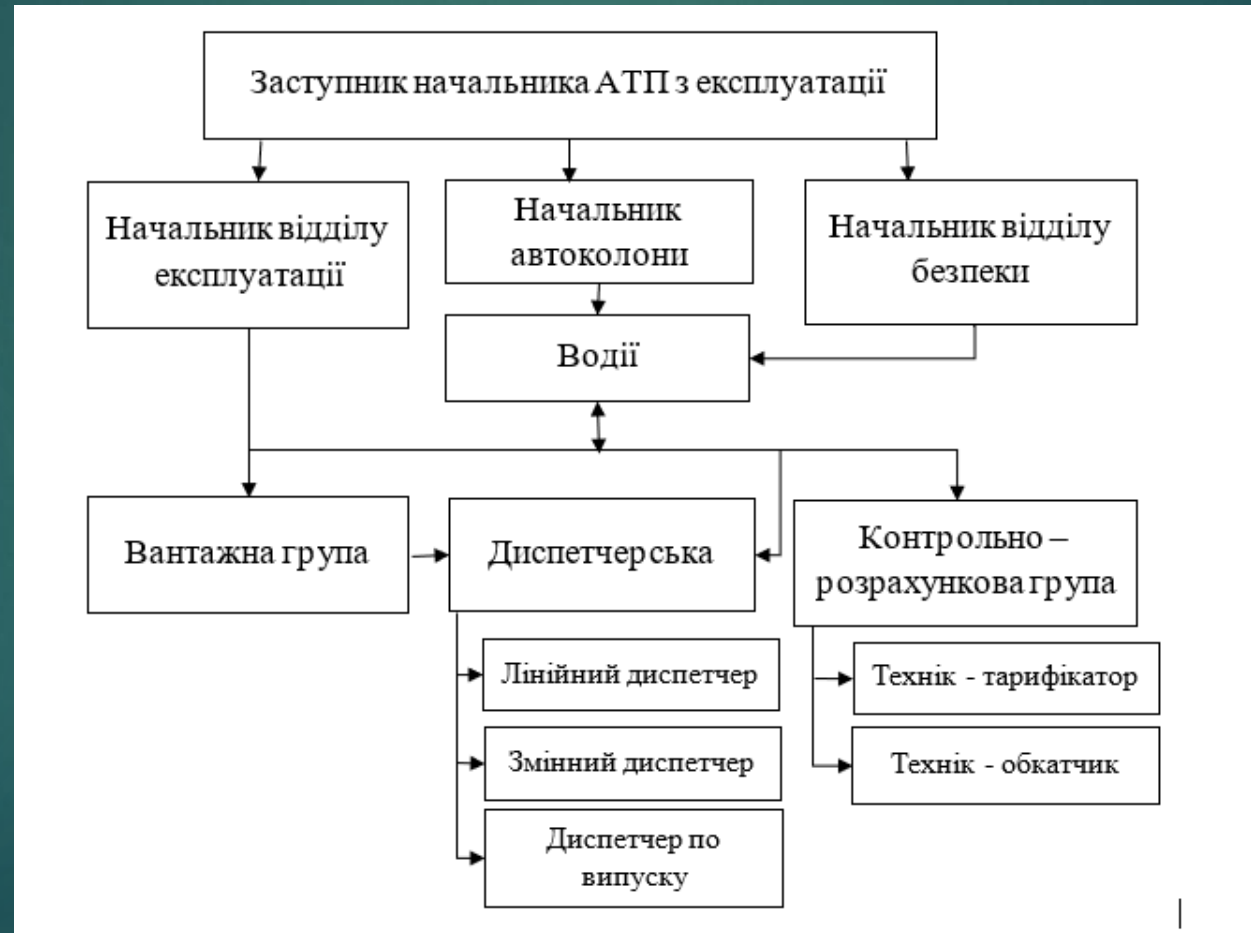 Заступник начальника АТП з експлуатації
Начальник відділу
експлуатації
Начальник
автоколони
Начальник відділу
безпеки
Водії
Вантажна група
Диспетчерська
Контрольно –
розрахункова група
Лінійний диспетчер
Змінний диспетчер
Диспетчер по
випуску
Технік - тарифікатор
Технік - обкатчик